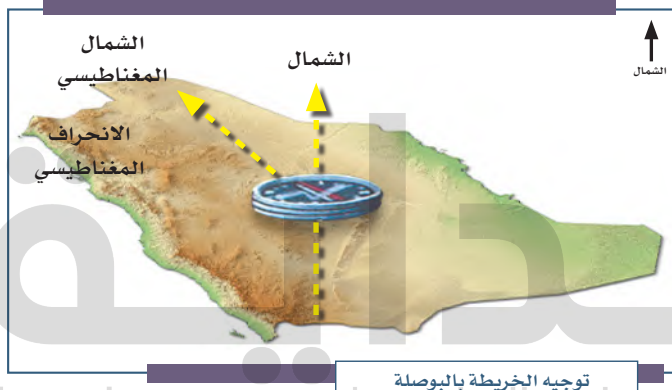 الشمال
المغناطيسي
الشمال
الشمال
الانحراف
المغناطيسي
توجيه الخريطة بالبوصلة